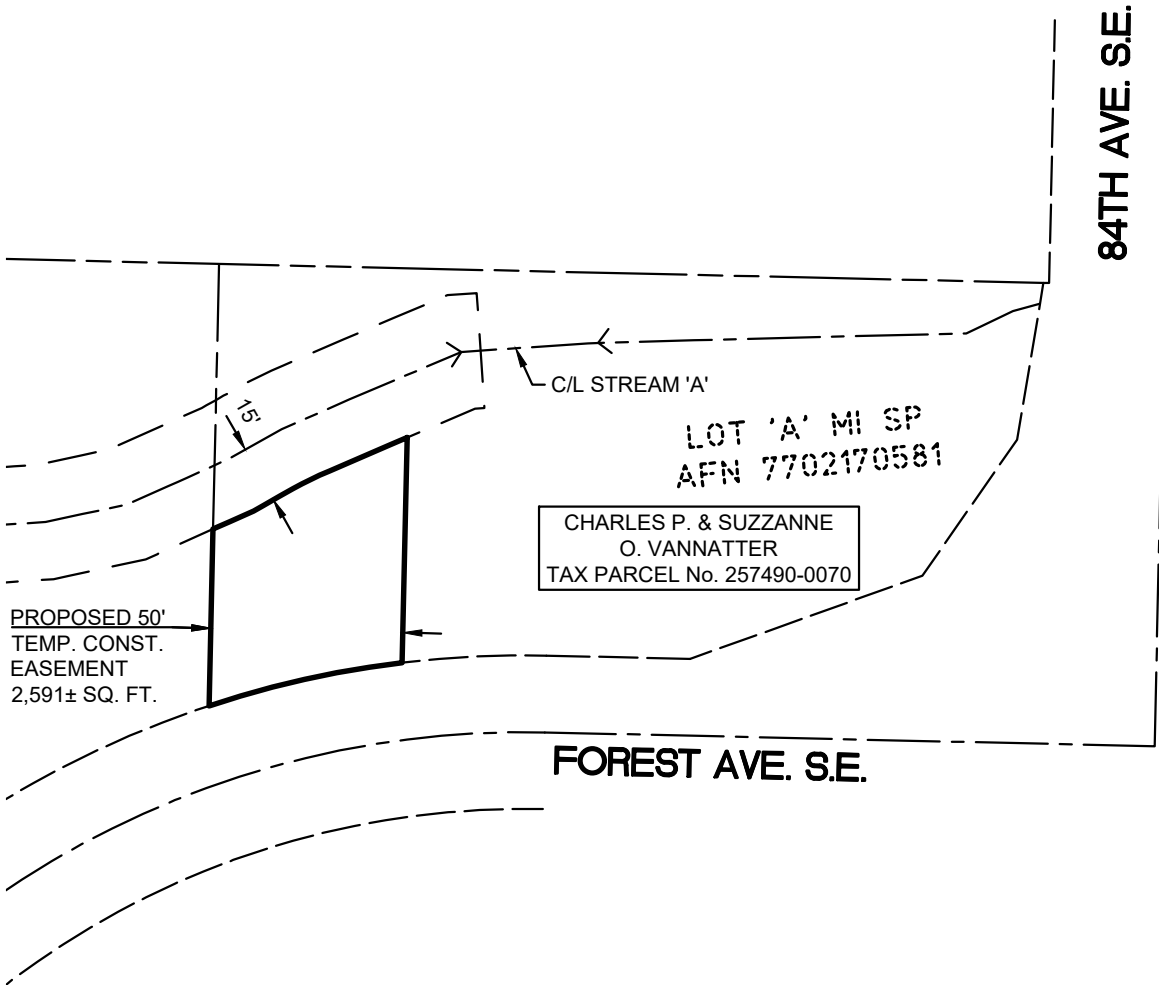 84TH AVE. S.E.
15'
C/L STREAM 'A'
LOT 'A' MI SP
AFN 7702170581
CHARLES P. & SUZZANNE
O. VANNATTER
TAX PARCEL No. 257490-0070
PROPOSED 50'
TEMP. CONST.
EASEMENT
2,591± SQ. FT.
FOREST AVE. S.E.